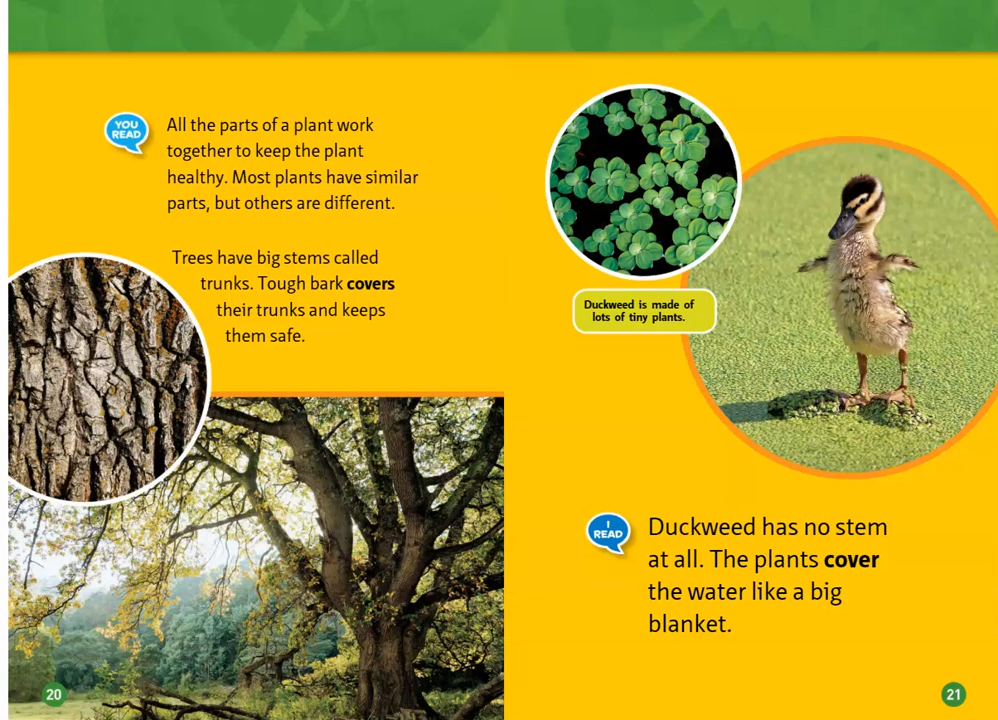 YOU
READ
All the parts of a plant work
together to keep the plant
healthy. Most plants have similar
parts, but others are different.
Trees have big stems called
trunks. Tough bark covers
their trunks and keeps
them safe.
20
Duckweed is made of
lots of tiny plants.
I
READ
Duckweed has no stem
at all. The plants cover
the water like a big
blanket.
21